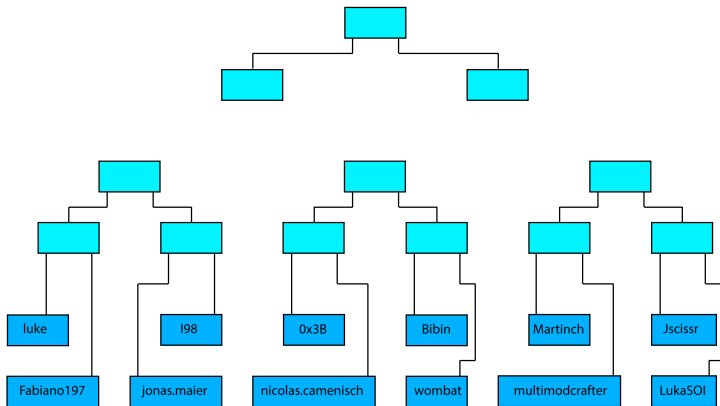 luke
l98
0x3B
Bibin
Martinch
Jscissr
Fabiano197
jonas.maier
nicolas.camenisch
wombat
multimodcrafter
LukaSOI